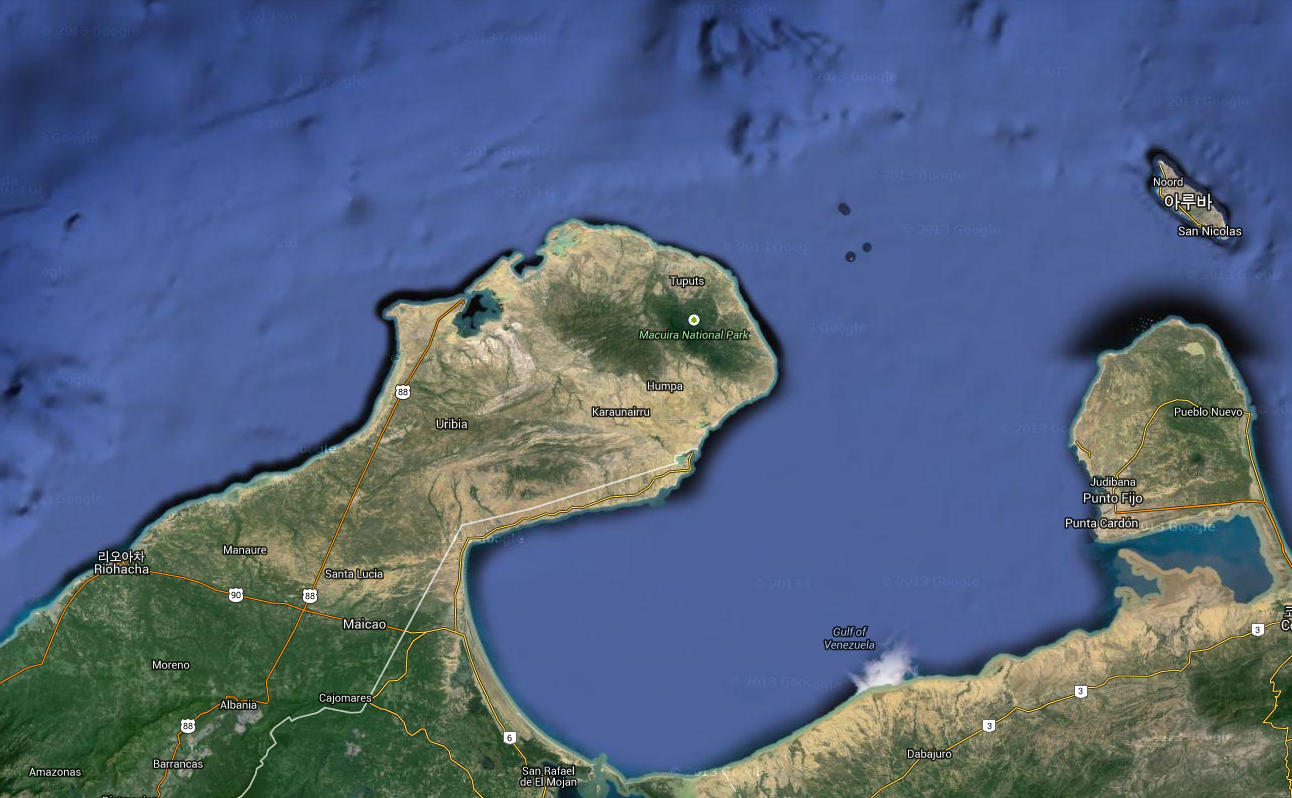 Noord
아루바
San Nicolas
Tuputs
Macuira National Park
Humpa
Karaunairru
88
Uribia
Pueblo Nuevo
Judibana
Punto Fijo
Punta Cardón
리오아차
Riohacha
Manaure
Santa Lucia
90
88
Maicao
Gulf of
Venezuela
3
Moreno
Cajomares
Albania
88
3
3
6
Dabajuro
Barrancas
Amazonas
San Rafael
de El Mojan